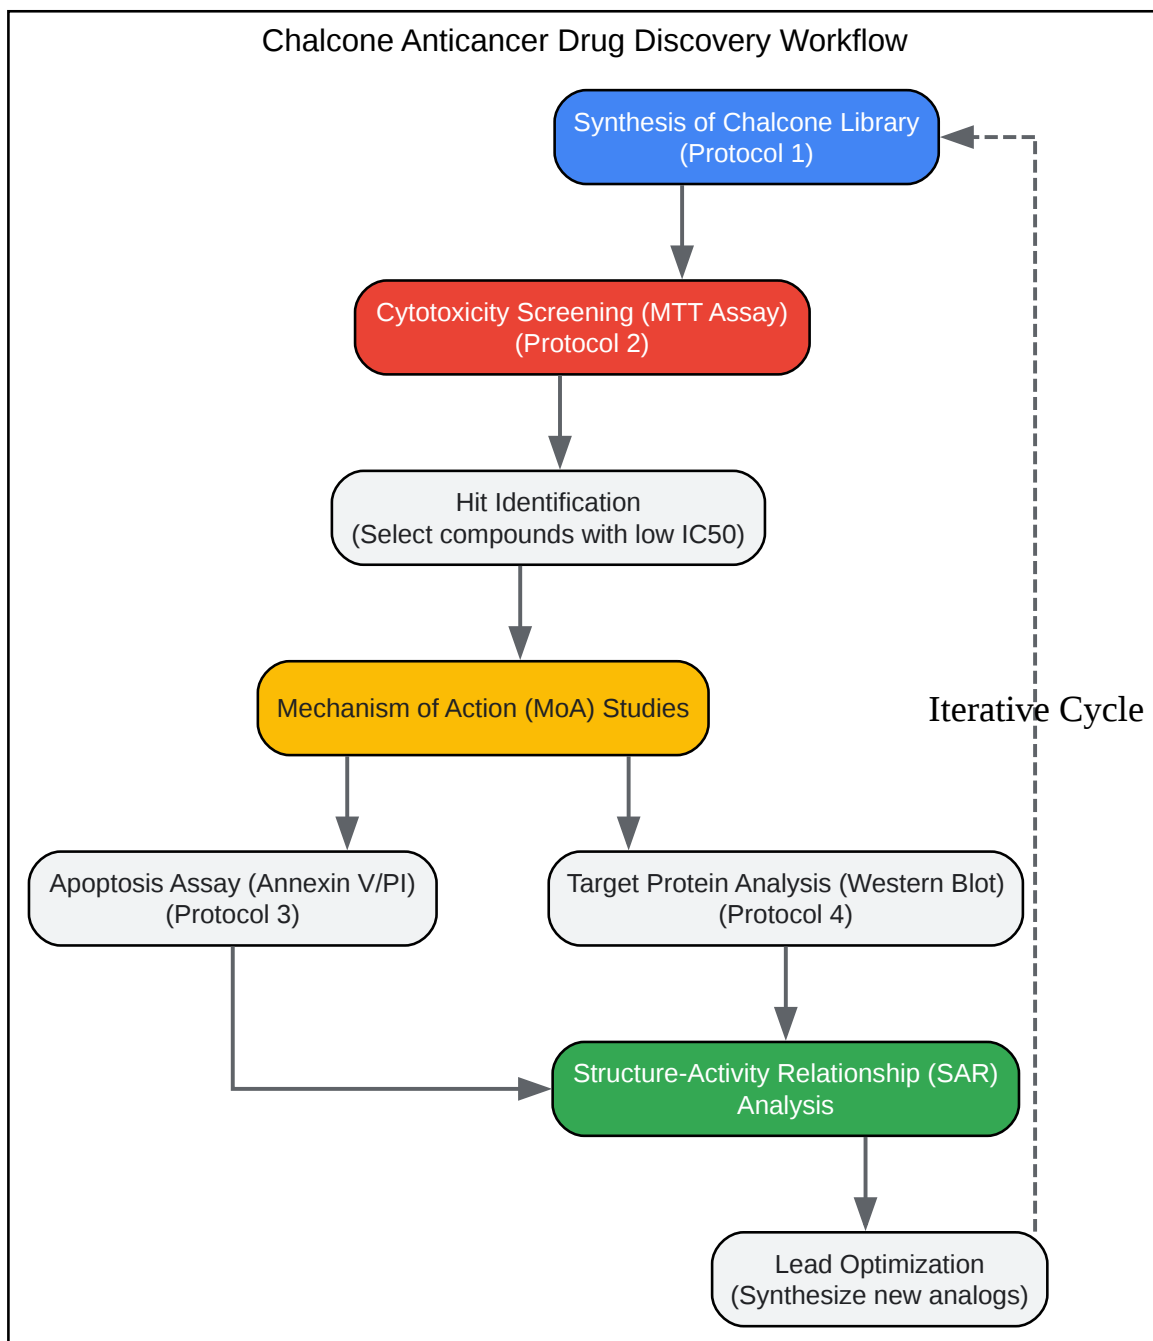 Chalcone Anticancer Drug Discovery Workflow
Synthesis of Chalcone Library
(Protocol 1)
Cytotoxicity Screening (MTT Assay)
(Protocol 2)
Hit Identification
(Select compounds with low IC50)
Mechanism of Action (MoA) Studies
Iterative Cycle
Apoptosis Assay (Annexin V/PI)
(Protocol 3)
Target Protein Analysis (Western Blot)
(Protocol 4)
Structure-Activity Relationship (SAR)
Analysis
Lead Optimization
(Synthesize new analogs)